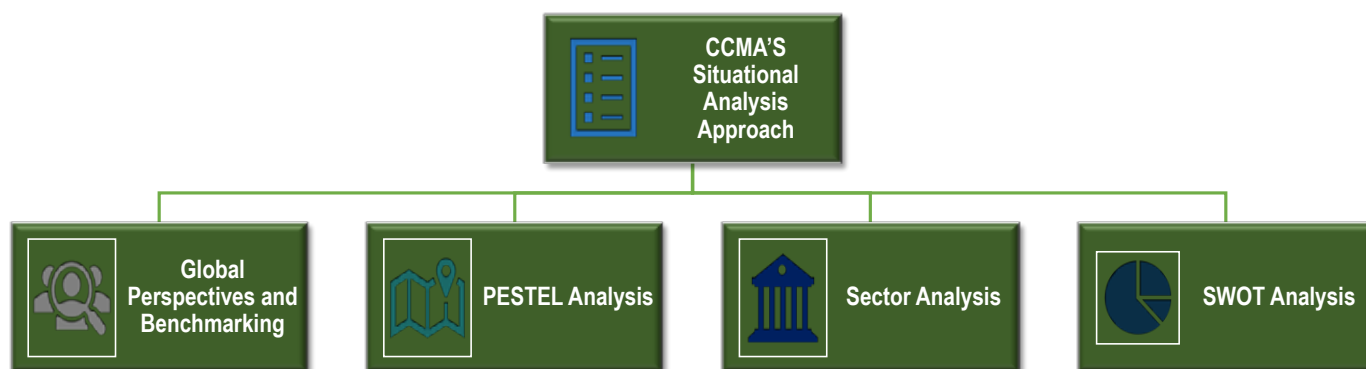 CCMA’S
Situational
Analysis
Approach
Global
Perspectives and
Benchmarking
PESTEL Analysis
Sector Analysis
SWOT Analysis